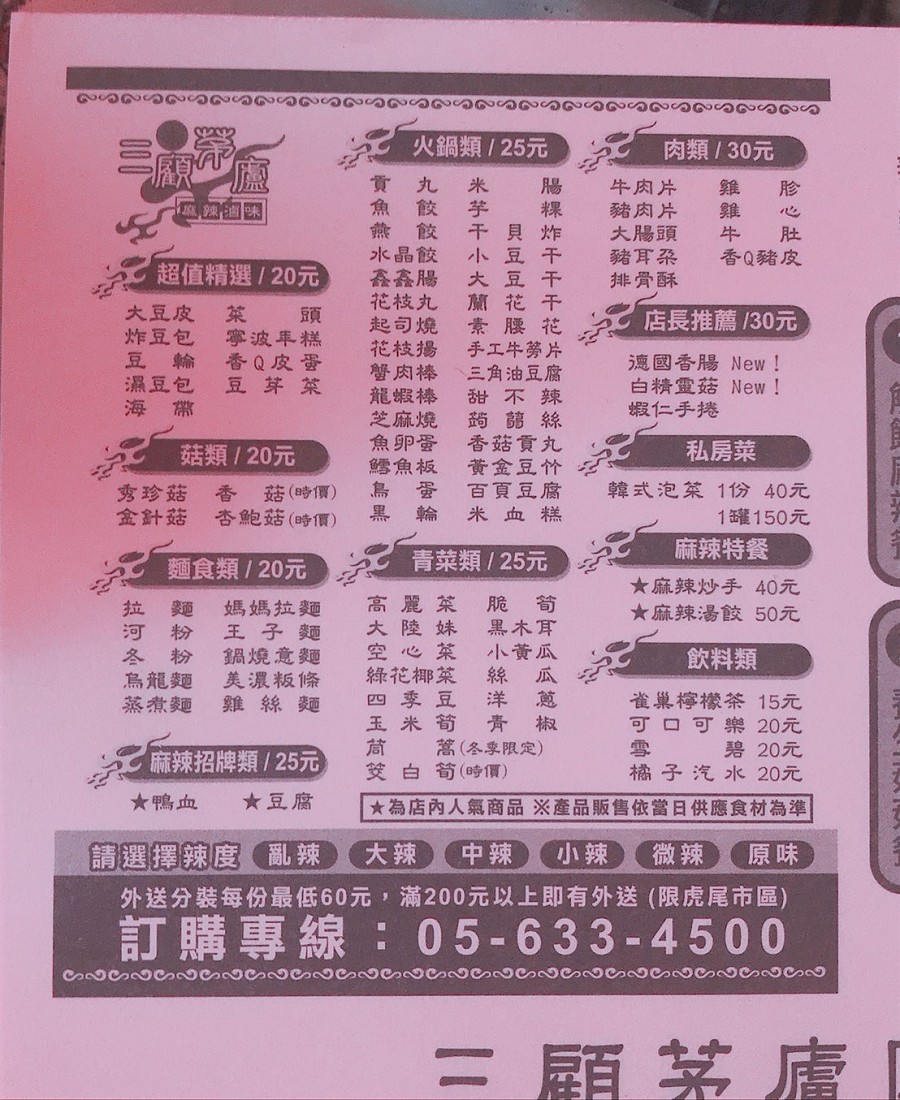 三顧茅廬
麻辣滷味
超值精選 / 20元
大豆皮 菜頭
炸豆包 寧波年糕
豆輪 香Q皮蛋
濕豆包 豆芽菜
海帶
菇類 / 20元
秀珍菇 香菇(時價)
金針菇 杏鮑菇(時價)
麵食類 / 20元
拉麵 媽媽拉麵
河粉 王子麵
冬粉 鍋燒意麵
烏龍麵 美濃粄條
蒸煮麵 雞絲麵
麻辣招牌類 / 25元
★鴨血 ★豆腐
火鍋類 / 25元
貢丸 米腸
魚餃 芋粿
燕餃 干貝炸
水晶餃 小豆干
鑫鑫腸 大豆干
花枝丸 蘭花干
起司燒 素腰花
花枝揚 手工牛蒡片
蟹肉棒 三角油豆腐
龍蝦棒 甜不辣
芝麻燒 蒟蒻絲
魚卵蛋 香菇貢丸
鱈魚板 黃金豆竹
鳥蛋 百頁豆腐
黑輪 米血糕
青菜類 / 25元
高麗菜 脆筍
大陸妹 黑木耳
空心菜 小黃瓜
綠花椰菜 絲瓜
四季豆 洋蔥
玉米筍 青椒
茼蒿(冬季限定)
筊白筍(時價)
肉類 / 30元
牛肉片 雞胗
豬肉片 雞心
大腸頭 牛肚
豬耳朶 香Q豬皮
排骨酥
店長推薦 /30元
德國香腸 New!
白精靈菇 New!
蝦仁手捲
私房菜
韓式泡菜 1份 40元
1罐150元
麻辣特餐
★麻辣炒手 40元
★麻辣湯餃 50元
飲料類
雀巢檸檬茶 15元
可口可樂 20元
雪碧 20元
橘子汽水 20元
★為店內人氣商品 ※產品販售依當日供應食材為準
請選擇辣度 亂辣 大辣 中辣 小辣 微辣 原味
外送分裝每份最低60元，滿200元以上即有外送 (限虎尾市區)
訂購專線：05-633-4500
三顧茅廬